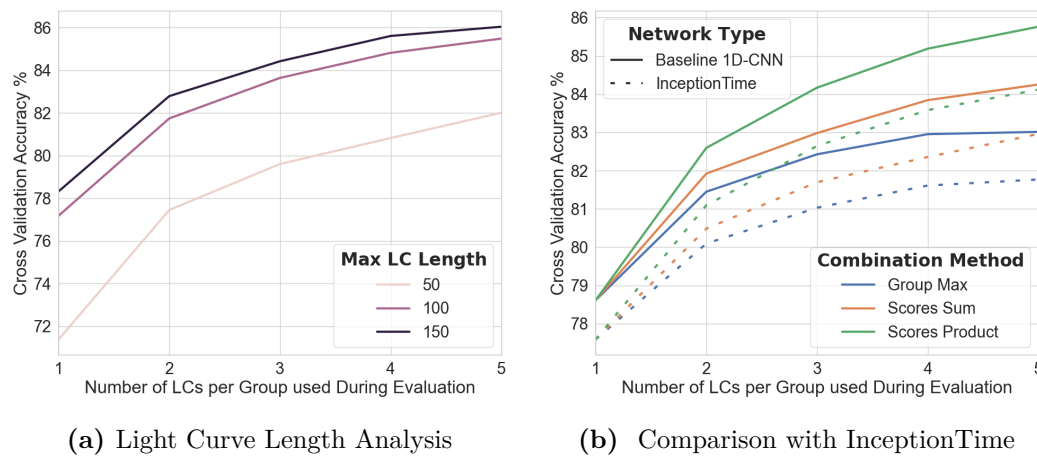 86
84
82
80
78
76
74
72
Cross Validation Accuracy %
Max LC Length
50
100
150
1 2 3 4 5
Number of LCs per Group used During Evaluation
(a) Light Curve Length Analysis
86
85
84
83
82
81
80
79
78
Cross Validation Accuracy %
Network Type
Baseline 1D-CNN
InceptionTime
Combination Method
Group Max
Scores Sum
Scores Product
1 2 3 4 5
Number of LCs per Group used During Evaluation
(b) Comparison with InceptionTime